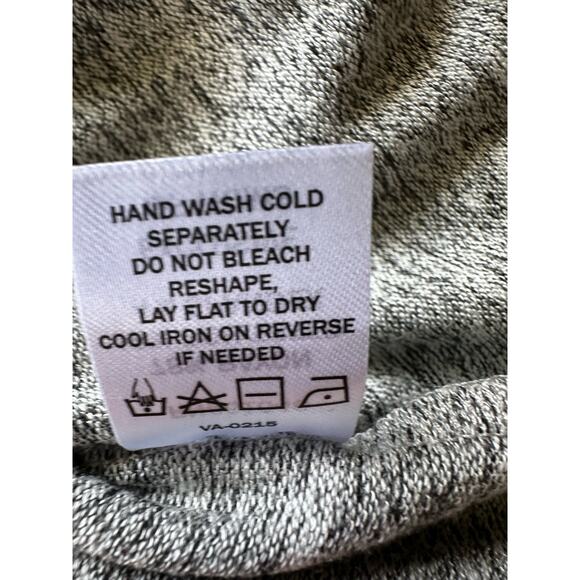 HAND WASH COLD
SEPARATELY
DO NOT BLEACH
RESHAPE,
LAY FLAT TO DRY
COOL IRON ON REVERSE
IF NEEDED
VA-0215